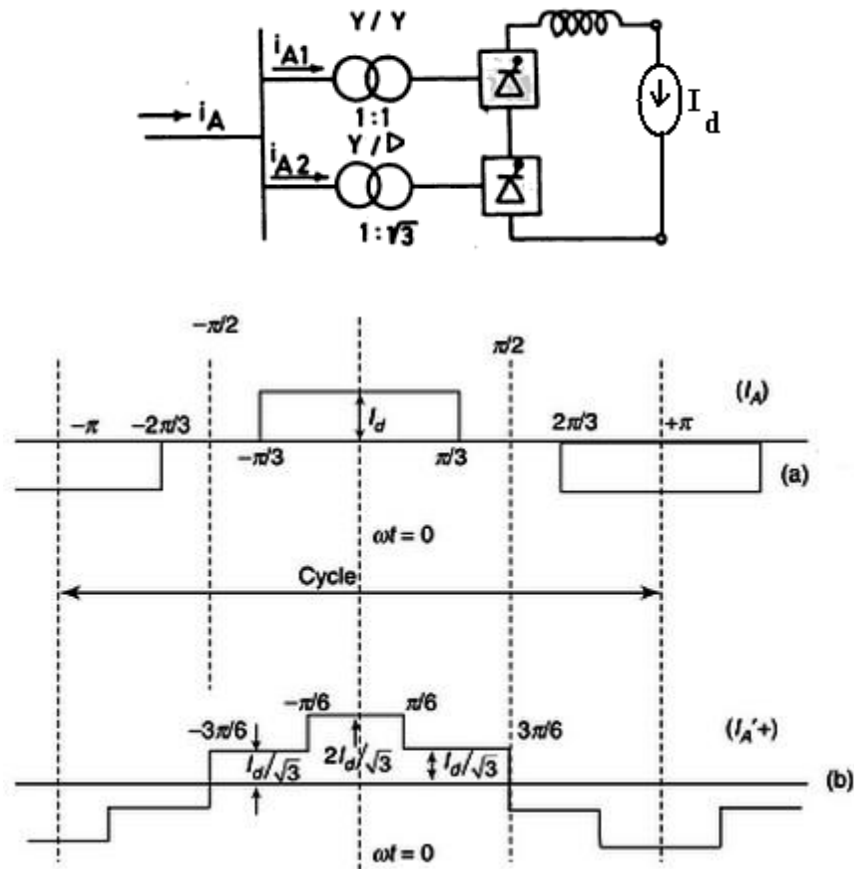 Y / Y
i_A1
1:1
i_A
Y / ᐅ
i_A2
1:√3
I_d
−π/2
π/2
(I_A)
−π
−2π/3
I_d
2π/3
+π
−π/3
π/3
(a)
ωt = 0
Cycle
−π/6
π/6
−3π/6
3π/6
(I_A′+)
I_d/√3
2I_d/√3
I_d/√3
(b)
ωt = 0